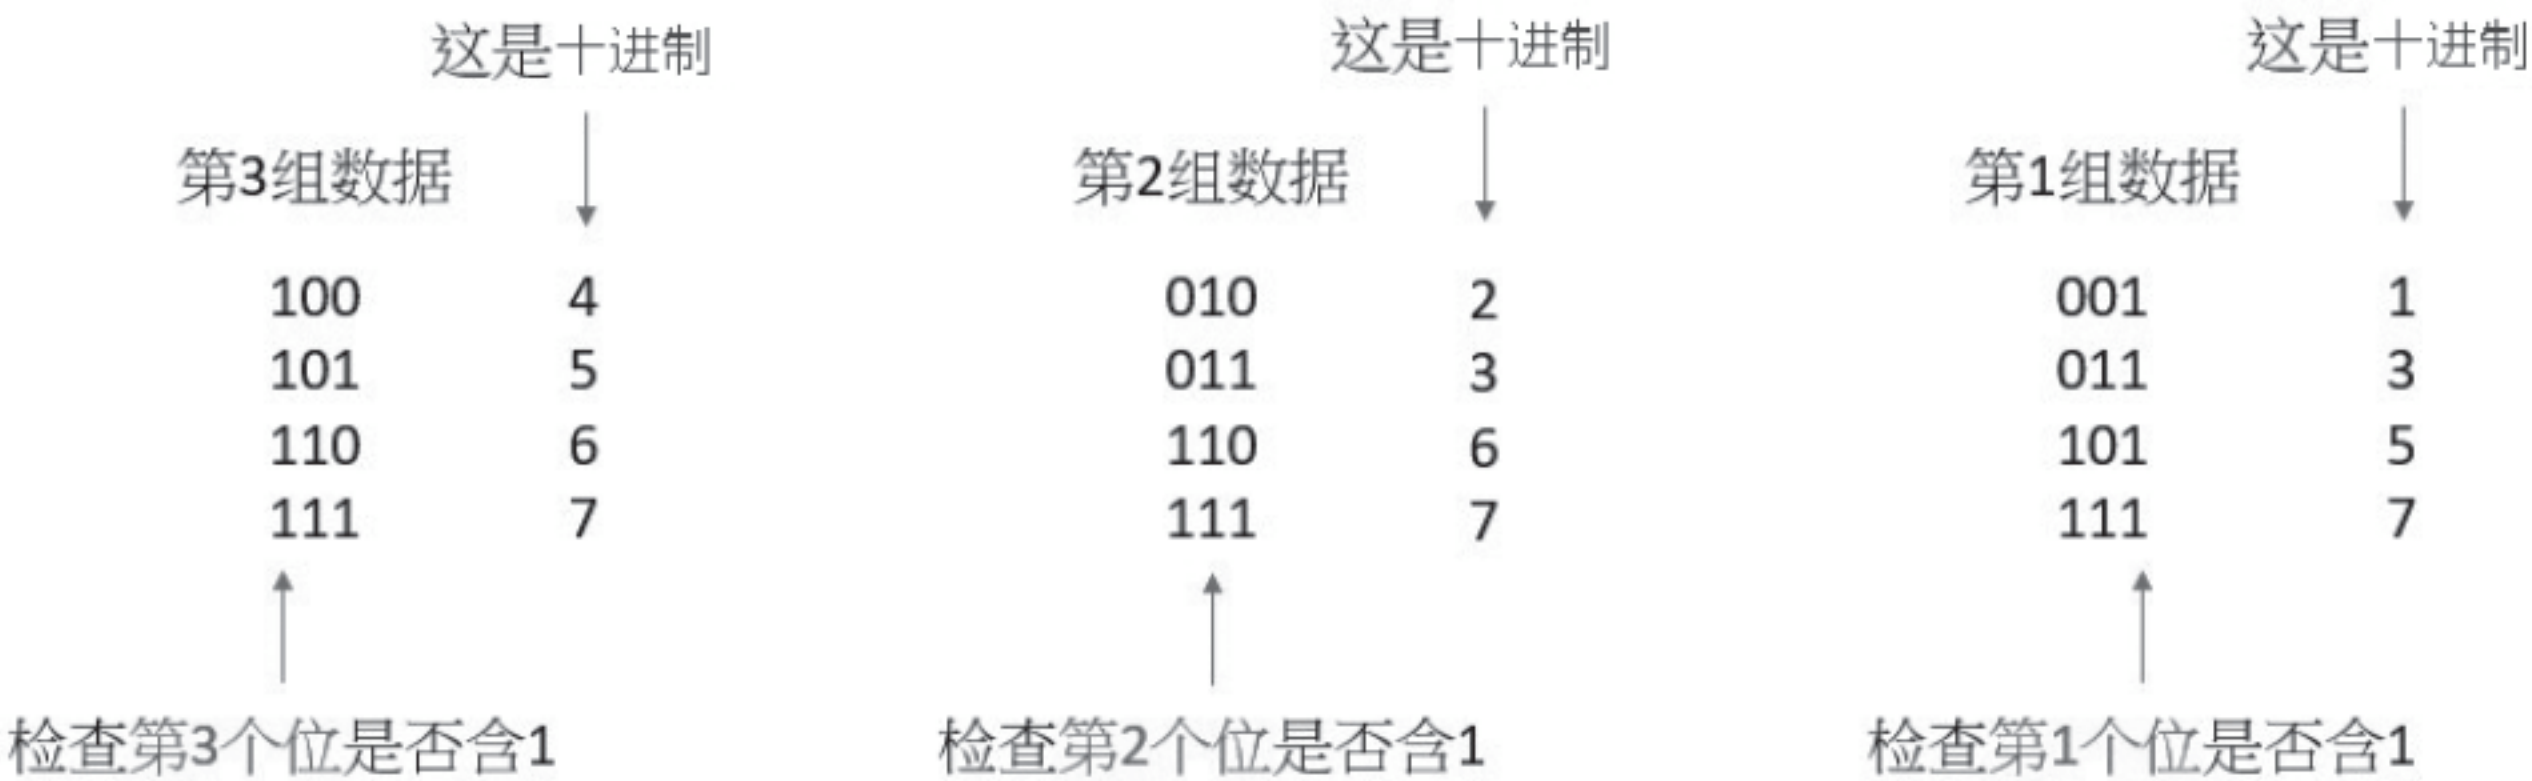 这是十进制 这是十进制 这是十进制
第3组数据 第2组数据 第1组数据
100 4 010 2 001 1
101 5 011 3 011 3
110 6 110 6 101 5
111 7 111 7 111 7
检查第3个位是否含1 检查第2个位是否含1 检查第1个位是否含1